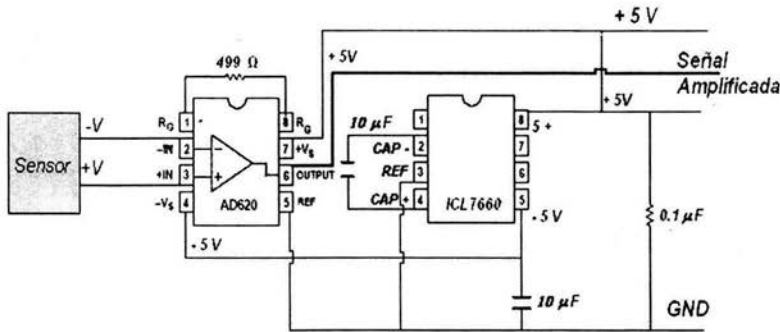 + 5 V
499 Ω
+ 5V
Señal
Amplificada
+5V
1
8
R_G
R_G
10 μF
1
8
5 +
-V
-IN
2
7
+V_S
CAP -
2
7
Sensor
+V
+IN
3
6
OUTPUT
REF
3
6
-V_S
4
AD620
5
REF
CAP +
4
ICL7660
5
- 5 V
- 5 V
0.1 μF
10 μF
GND